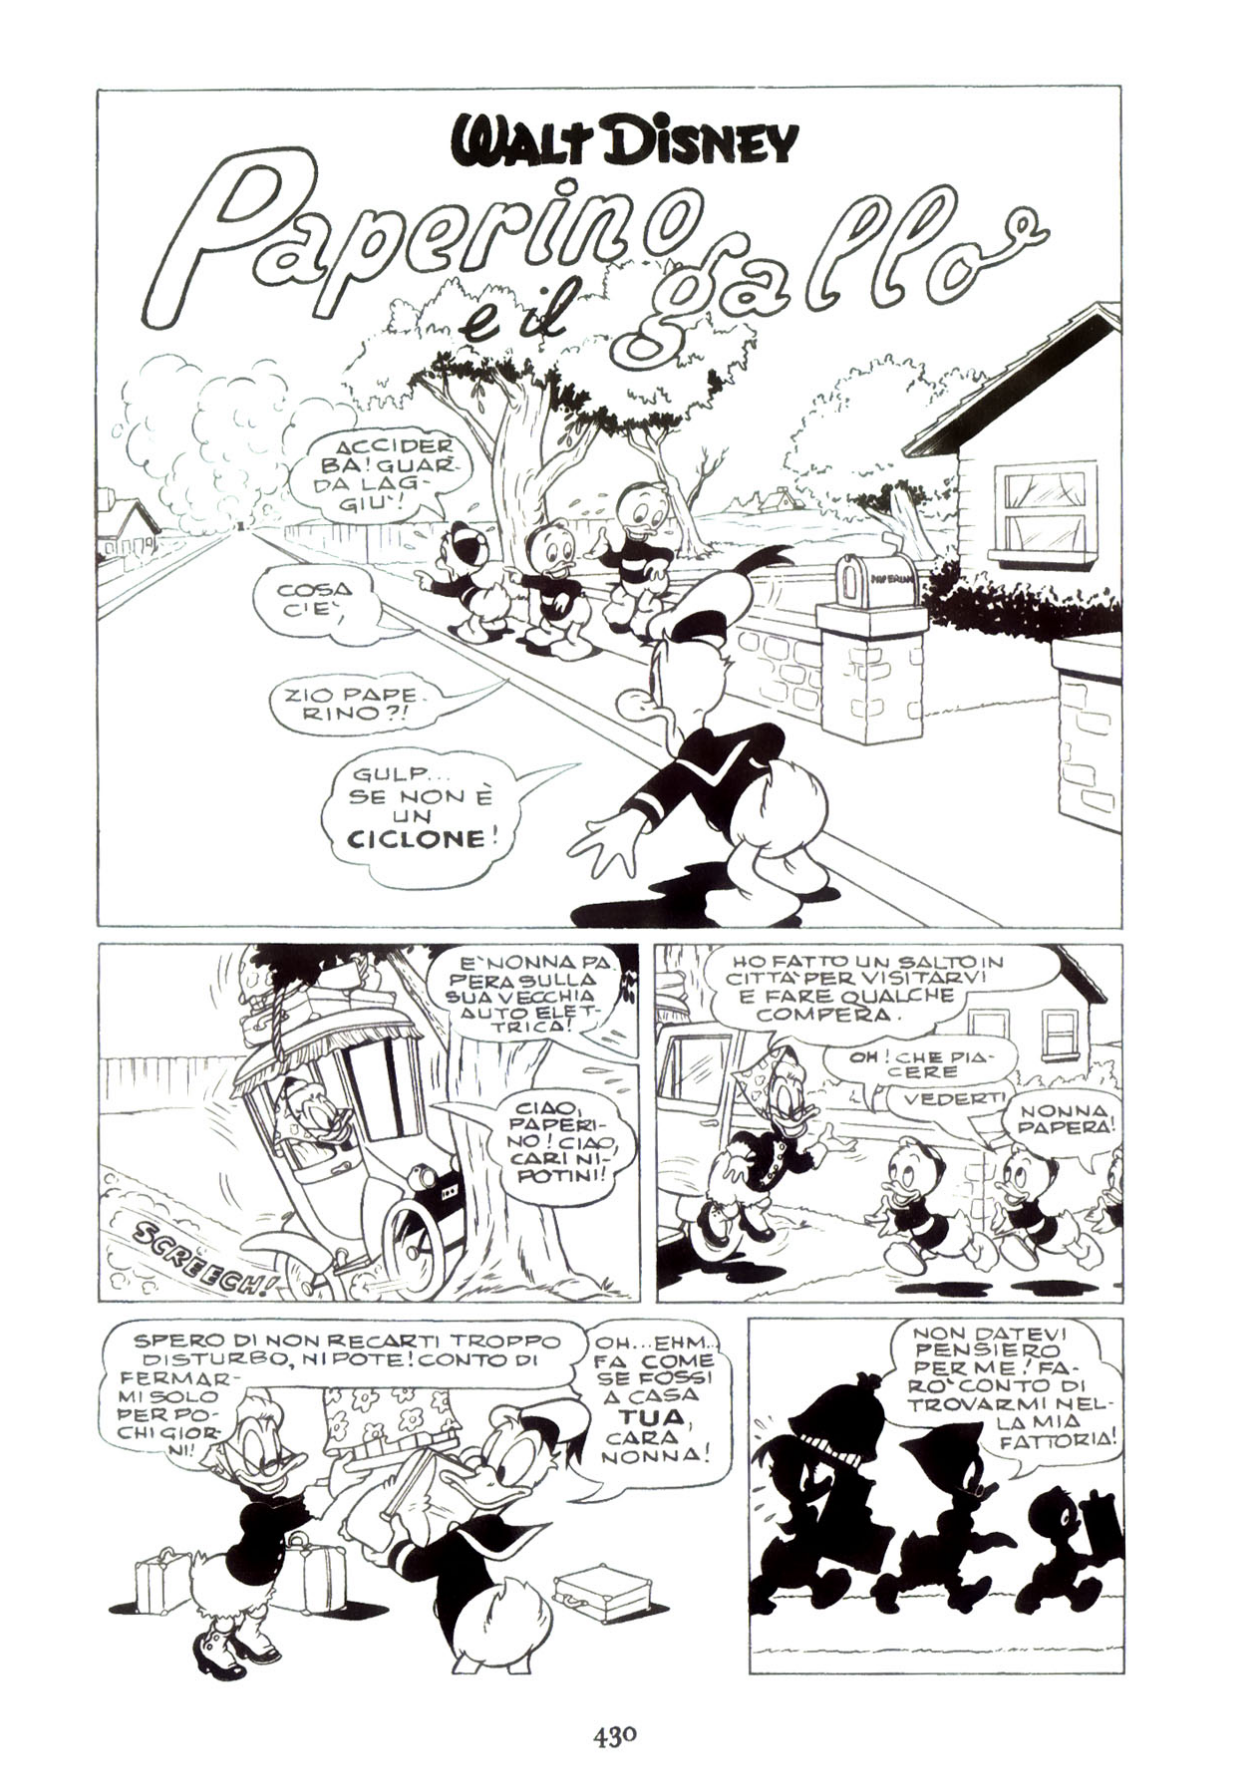 WALT DISNEY
Paperino
e il gallo
ACCIDER
BA! GUAR-
DA LAG-
GIÙ!
COSA
C'È,
PAPERINO
ZIO PAPE-
RINO?!
GULP...
SE NON È
UN
CICLONE!
E' NONNA PA
PERA SULLA
SUA VECCHIA
AUTO ELET-
TRICA!
CIAO,
PAPERI-
NO! CIAO,
CARI NI-
POTINI!
SCREECH!
HO FATTO UN SALTO IN
CITTA' PER VISITARVI
E FARE QUALCHE
COMPERA.
OH! CHE PIA-
CERE
VEDERTI
NONNA
PAPERA!
SPERO DI NON RECARTI TROPPO
DISTURBO, NIPOTE! CONTO DI
FERMAR-
MI SOLO
PER PO-
CHI GIOR-
NI!
OH...EHM...
FA COME
SE FOSSI
A CASA
TUA,
CARA
NONNA!
NON DATEVI
PENSIERO
PER ME! FA-
RO' CONTO DI
TROVARMI NEL-
LA MIA
FATTORIA!
430